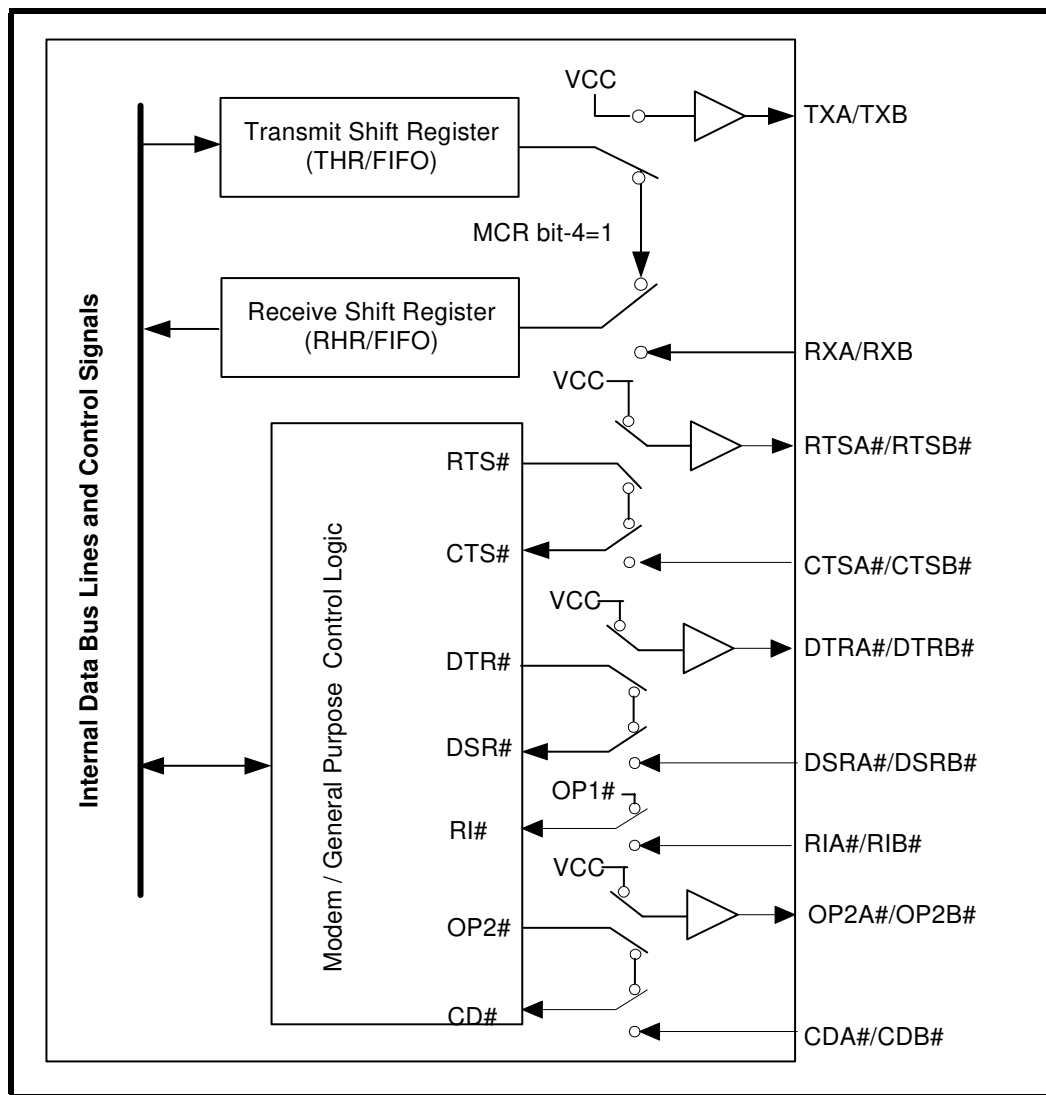 VCC
TXA/TXB
Transmit Shift Register
(THR/FIFO)
MCR bit-4=1
Receive Shift Register
(RHR/FIFO)
RXA/RXB
Internal Data Bus Lines and Control Signals
VCC
RTSA#/RTSB#
RTS#
CTS#
CTSA#/CTSB#
Modem / General Purpose Control Logic
VCC
DTRA#/DTRB#
DTR#
DSR#
DSRA#/DSRB#
OP1#
RI#
RIA#/RIB#
VCC
OP2A#/OP2B#
OP2#
CD#
CDA#/CDB#